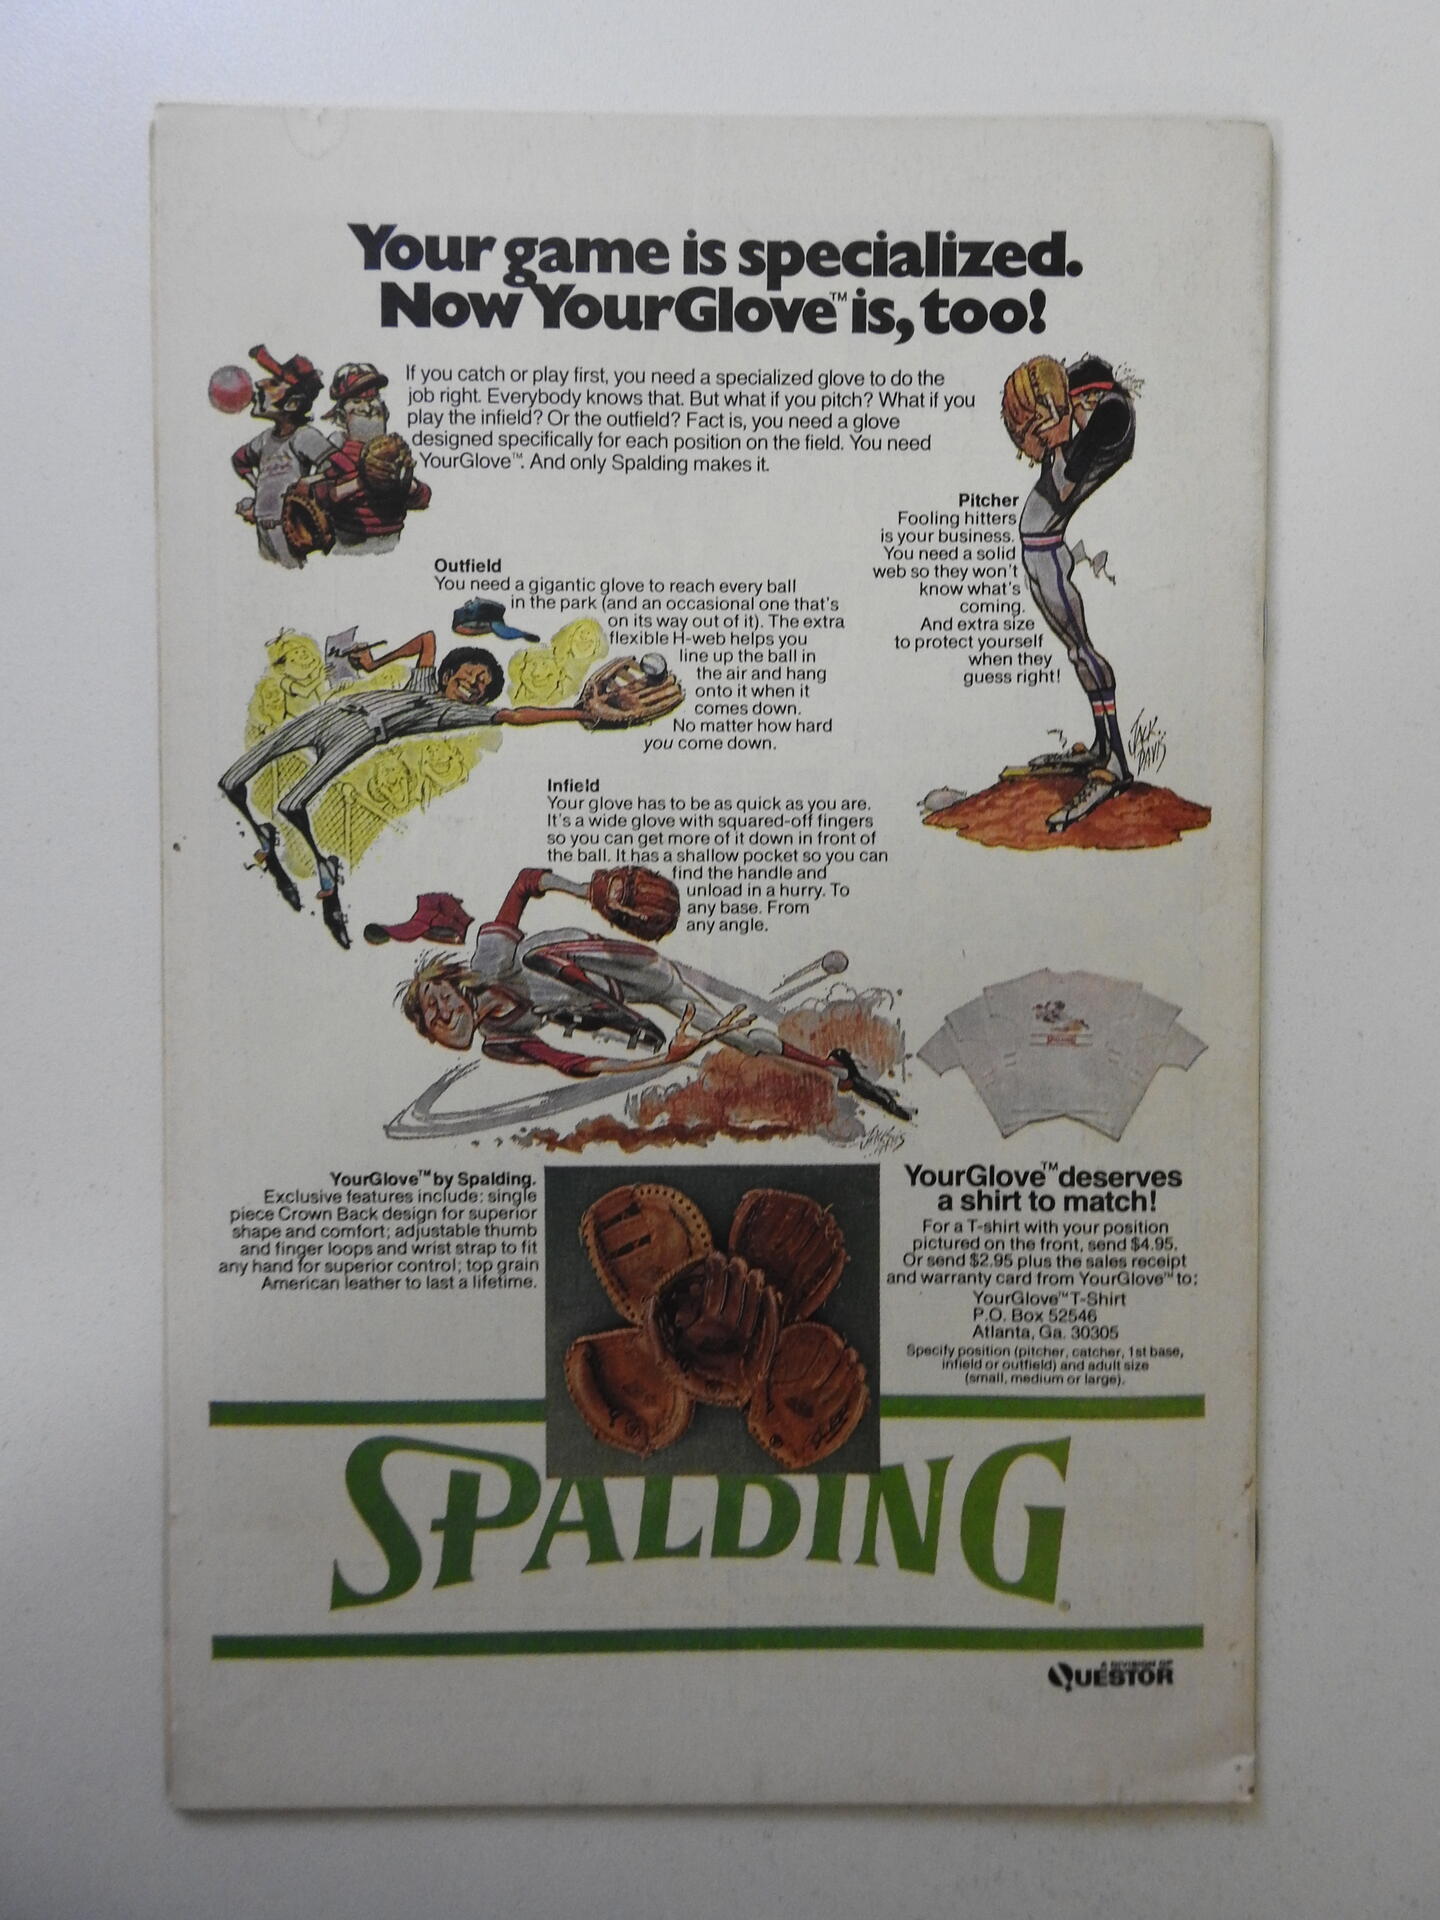 Your game is specialized.
Now YourGlove™ is, too!
If you catch or play first, you need a specialized glove to do the
job right. Everybody knows that. But what if you pitch? What if you
play the infield? Or the outfield? Fact is, you need a glove
designed specifically for each position on the field. You need
YourGlove™. And only Spalding makes it.
Pitcher
Fooling hitters
is your business.
You need a solid
web so they won't
know what's
coming.
And extra size
to protect yourself
when they
guess right!
JACK
DAVIS
Outfield
You need a gigantic glove to reach every ball
in the park (and an occasional one that's
on its way out of it). The extra
flexible H-web helps you
line up the ball in
the air and hang
onto it when it
comes down.
No matter how hard
you come down.
Infield
Your glove has to be as quick as you are.
It's a wide glove with squared-off fingers
so you can get more of it down in front of
the ball. It has a shallow pocket so you can
find the handle and
unload in a hurry. To
any base. From
any angle.
SPALDING
YourGlove™ by Spalding.
Exclusive features include: single
piece Crown Back design for superior
shape and comfort; adjustable thumb
and finger loops and wrist strap to fit
any hand for superior control; top grain
American leather to last a lifetime.
YourGlove™ deserves
a shirt to match!
For a T-shirt with your position
pictured on the front, send $4.95.
Or send $2.95 plus the sales receipt
and warranty card from YourGlove™ to:
YourGlove™ T-Shirt
P.O. Box 52546
Atlanta, Ga. 30305
Specify position (pitcher, catcher, 1st base,
infield or outfield) and adult size
(small, medium or large).
SPALDING®
A DIVISION OF
QUESTOR